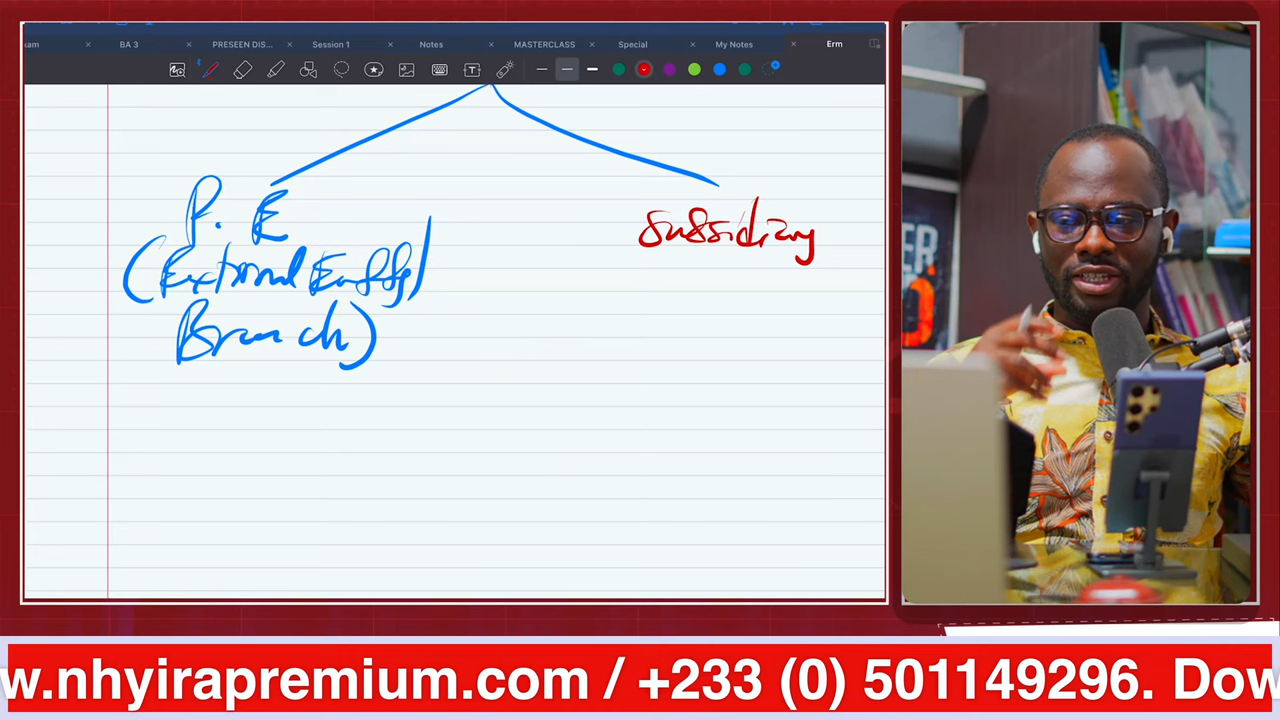 am
BA 3
PRESEEN DIS...
Session 1
Notes
MASTERCLASS
Special
My Notes
Erm
P. E
(External Entity/
Branch)
Subsidiary
w.nhyirapremium.com / +233 (0) 501149296. Dow